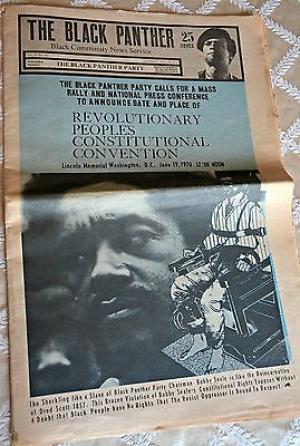 THE BLACK PANTHER
25 cents
Black Community News Service
THE BLACK PANTHER PARTY
THE BLACK PANTHER PARTY CALLS FOR A MASS
RALLY AND NATIONAL PRESS CONFERENCE
TO ANNOUNCE DATE AND PLACE OF
REVOLUTIONARY
PEOPLES
CONSTITUTIONAL
CONVENTION
Lincoln Memorial Washington, D.C. June 19, 1970 12:00 NOON
The Shackling like a Slave of Black Panther Party Chairman Bobby Seale is like the Reincarnation
of Dred Scott 1857. This Brazen Violation of Bobby Seale's Constitutional Rights Exposes Without
a Doubt that Black People have No Rights That The Racist Oppressor Is Bound To Respect.